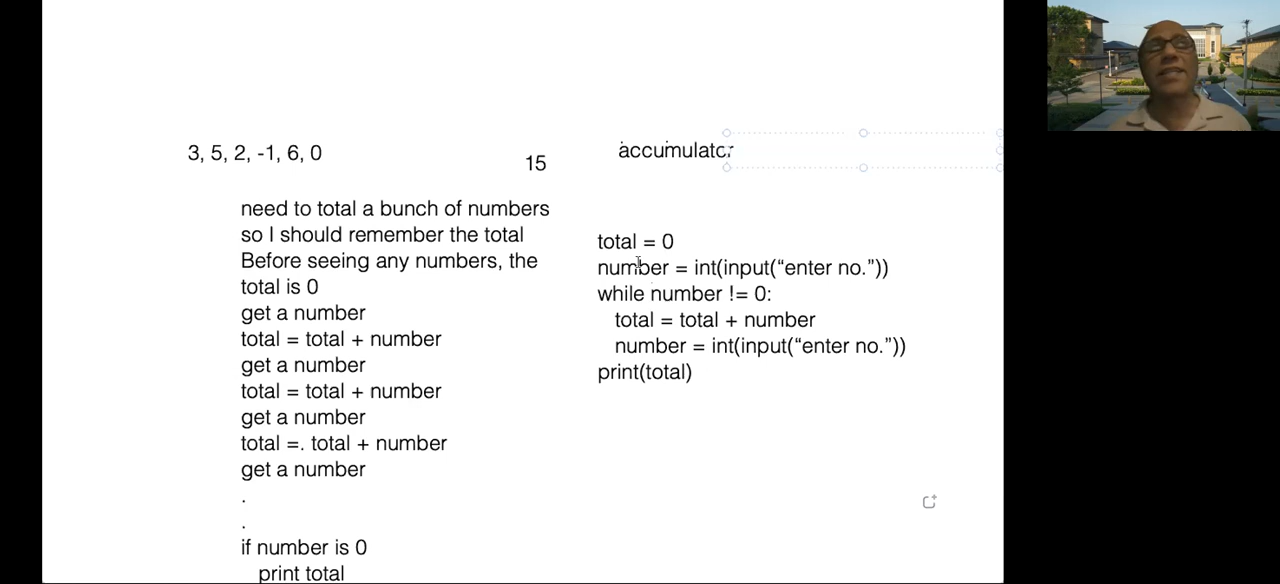 3, 5, 2, -1, 6, 0
15
accumulator
need to total a bunch of numbers
so I should remember the total
Before seeing any numbers, the
total is 0
get a number
total = total + number
get a number
total = total + number
get a number
total =. total + number
get a number
.
.
if number is 0
print total
total = 0
number = int(input(“enter no.”))
while number != 0:
total = total + number
number = int(input(“enter no.”))
print(total)